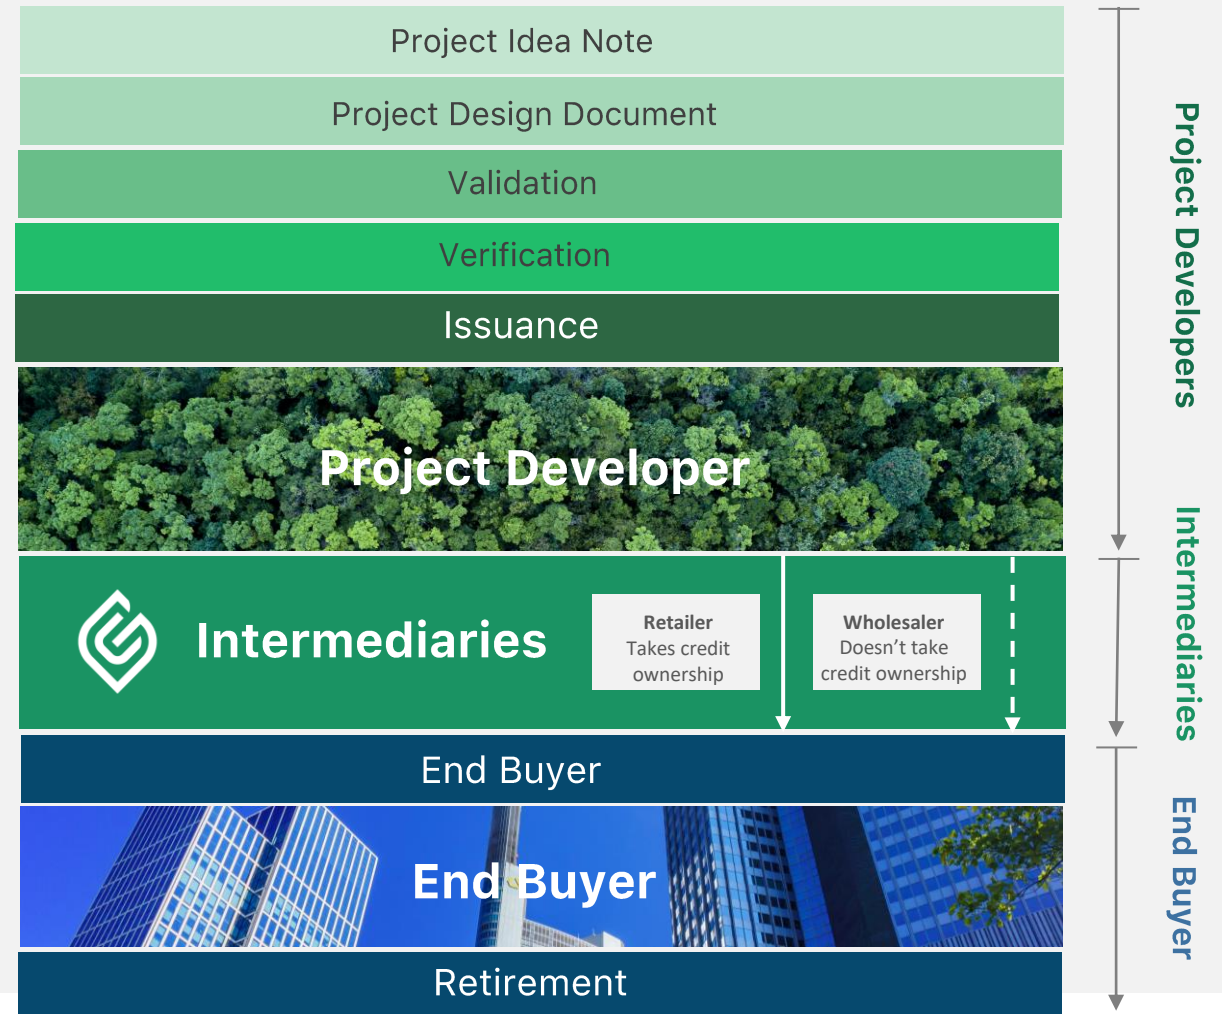 Project Idea Note
Project Design Document
Validation
Verification
Issuance
Project Developer
Intermediaries
Retailer
Takes credit
ownership
Wholesaler
Doesn’t take
credit ownership
End Buyer
End Buyer
Retirement
Project Developers
Intermediaries
End Buyer